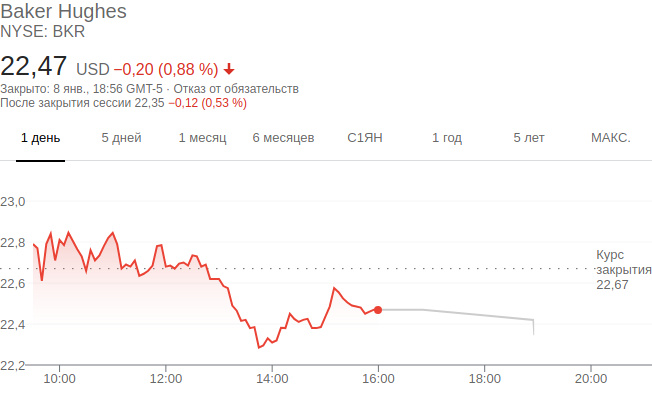 Baker Hughes
NYSE: BKR
22,47 USD −0,20 (0,88 %)
Закрыто: 8 янв., 18:56 GMT-5 · Отказ от обязательств
После закрытия сессии 22,35 −0,12 (0,53 %)
1 день 5 дней 1 месяц 6 месяцев С1ЯН 1 год 5 лет МАКС.
23,0
22,8
Курс
закрытия
22,67
22,6
22,4
22,2
10:00 12:00 14:00 16:00 18:00 20:00